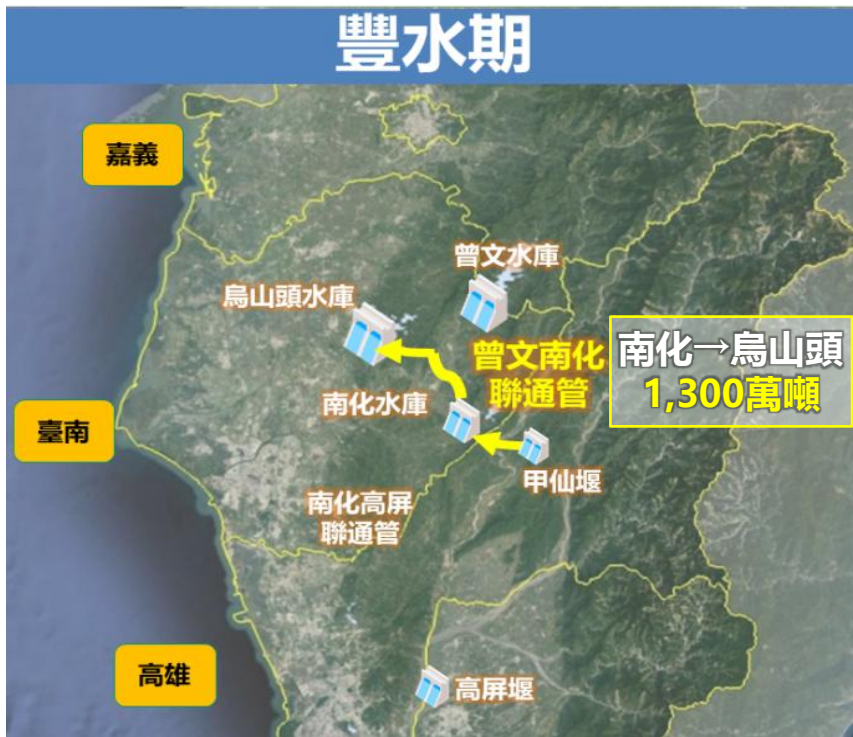 豐水期
嘉義
曾文水庫
烏山頭水庫
曾文南化
聯通管
南化→烏山頭
1,300萬噸
南化水庫
臺南
甲仙堰
南化高屏
聯通管
高雄
高屏堰